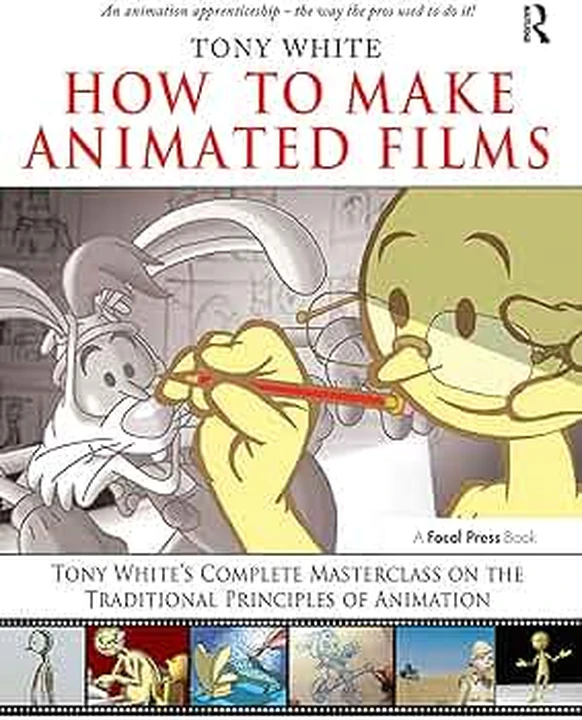 An animation apprenticeship – the way the pros used to do it!
R
TONY WHITE
HOW TO MAKE
ANIMATED FILMS
A Focal Press Book
TONY WHITE'S COMPLETE MASTERCLASS ON THE
TRADITIONAL PRINCIPLES OF ANIMATION